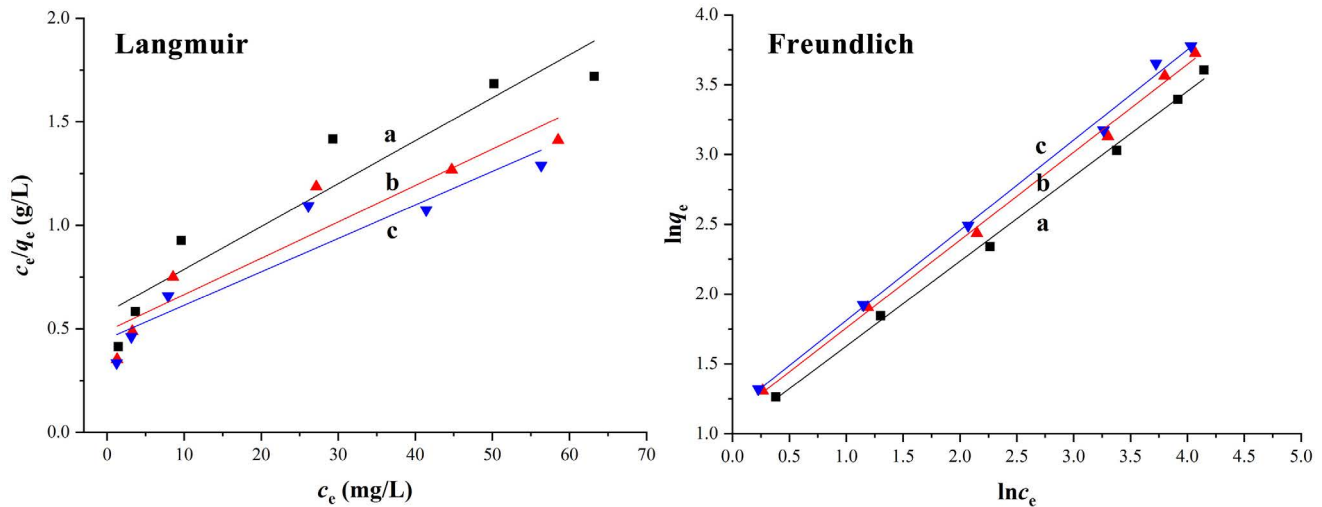 Langmuir
2.0
1.5
1.0
0.5
0.0
cₑ/qₑ (g/L)
a
b
c
0 10 20 30 40 50 60 70
cₑ (mg/L)
Freundlich
4.0
3.5
3.0
2.5
2.0
1.5
1.0
lnqₑ
c
b
a
0.0 0.5 1.0 1.5 2.0 2.5 3.0 3.5 4.0 4.5 5.0
lncₑ